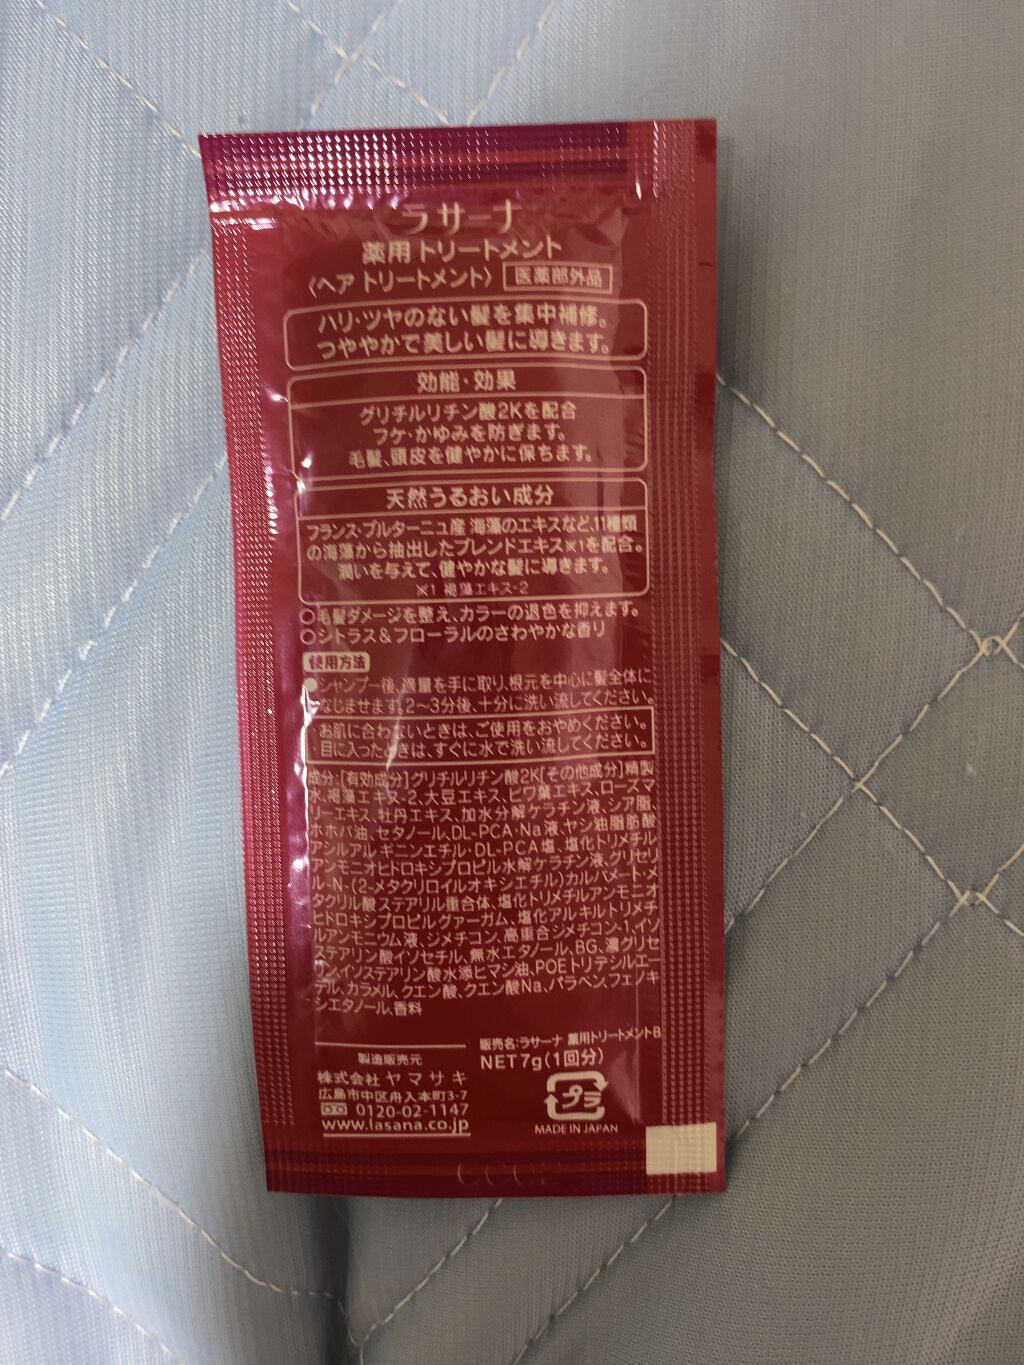 ラサーナ
薬用トリートメント
〈ヘアトリートメント〉 医薬部外品
ハリ・ツヤのない髪を集中補修。
つややかで美しい髪に導きます。
効能・効果
グリチルリチン酸2Kを配合
フケ・かゆみを防ぎます。
毛髪、頭皮を健やかに保ちます。
天然うるおい成分
フランス・ブルターニュ産 海藻のエキスなど、11種類
の海藻から抽出したブレンドエキス※1を配合。
潤いを与えて、健やかな髪に導きます。
※1 褐藻エキス-2
○毛髪ダメージを整え、カラーの退色を抑えます。
○シトラス＆フローラルのさわやかな香り
使用方法
●シャンプー後、適量を手に取り、根元を中心に髪全体に
なじませます。2〜3分後、十分に洗い流してください。
・お肌に合わないときは、ご使用をおやめください。
・目に入ったときは、すぐに水で洗い流してください。
成分:[有効成分]グリチルリチン酸2K[その他成分]精製
水、褐藻エキス-2、大豆エキス、ビワ葉エキス、ローズマ
リーエキス、牡丹エキス、加水分解ケラチン液、シア脂、
ホホバ油、セタノール、DL-PCA・Na液、ヤシ油脂肪酸
アシルアルギニンエチル・DL-PCA塩、塩化トリメチル
アンモニオヒドロキシプロピル水解ケラチン液、グリセリ
ル-N-(2-メタクリロイルオキシエチル)カルバメート・メ
タクリル酸ステアリル重合体、塩化トリメチルアンモニオ
ヒドロキシプロピルグァーガム、塩化アルキルトリメチ
ルアンモニウム液、ジメチコン、高重合ジメチコン-1、イソ
ステアリン酸イソセチル、無水エタノール、BG、濃グリセ
リン、イソステアリン酸水添ヒマシ油、POEトリデシルエー
テル、カラメル、クエン酸、クエン酸Na、パラベン、フェノキ
シエタノール、香料
販売名:ラサーナ 薬用トリートメントB
NET7g(1回分)
製造販売元
株式会社 ヤマサキ
広島市中区舟入本町3-7
0120-02-1147
www.lasana.co.jp
プラ
MADE IN JAPAN